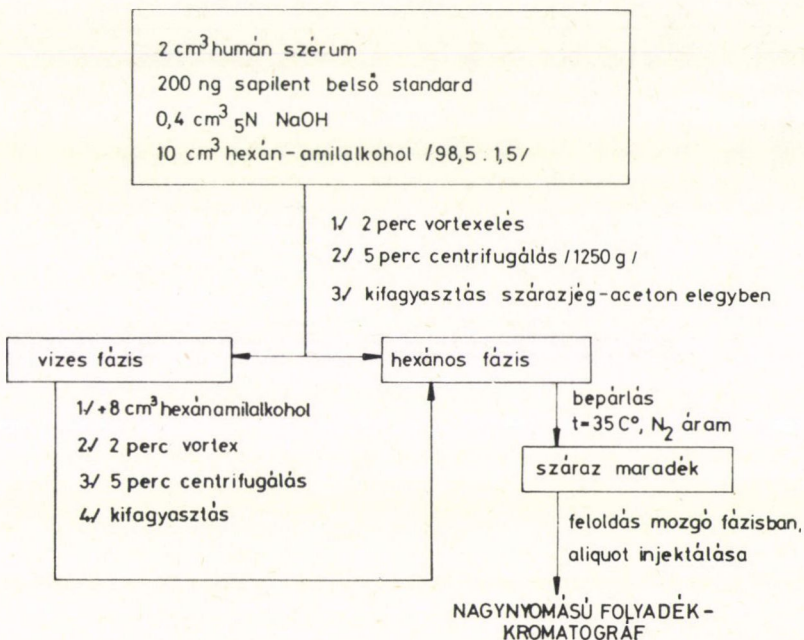 2 cm³ humán szérum
200 ng sapilent belső standard
0,4 cm³ 5N NaOH
10 cm³ hexán-amilalkohol /98,5 : 1,5/
1/ 2 perc vortexelés
2/ 5 perc centrifugálás /1250 g/
3/ kifagyasztás szárazjég-aceton elegyben
vizes fázis
hexános fázis
1/ +8 cm³ hexánamilalkohol
2/ 2 perc vortex
3/ 5 perc centrifugálás
4/ kifagyasztás
bepárlás
t=35 C°, N₂ áram
száraz maradék
feloldás mozgó fázisban,
aliquot injektálása
NAGYNYOMÁSÚ FOLYADÉK-
KROMATOGRÁF